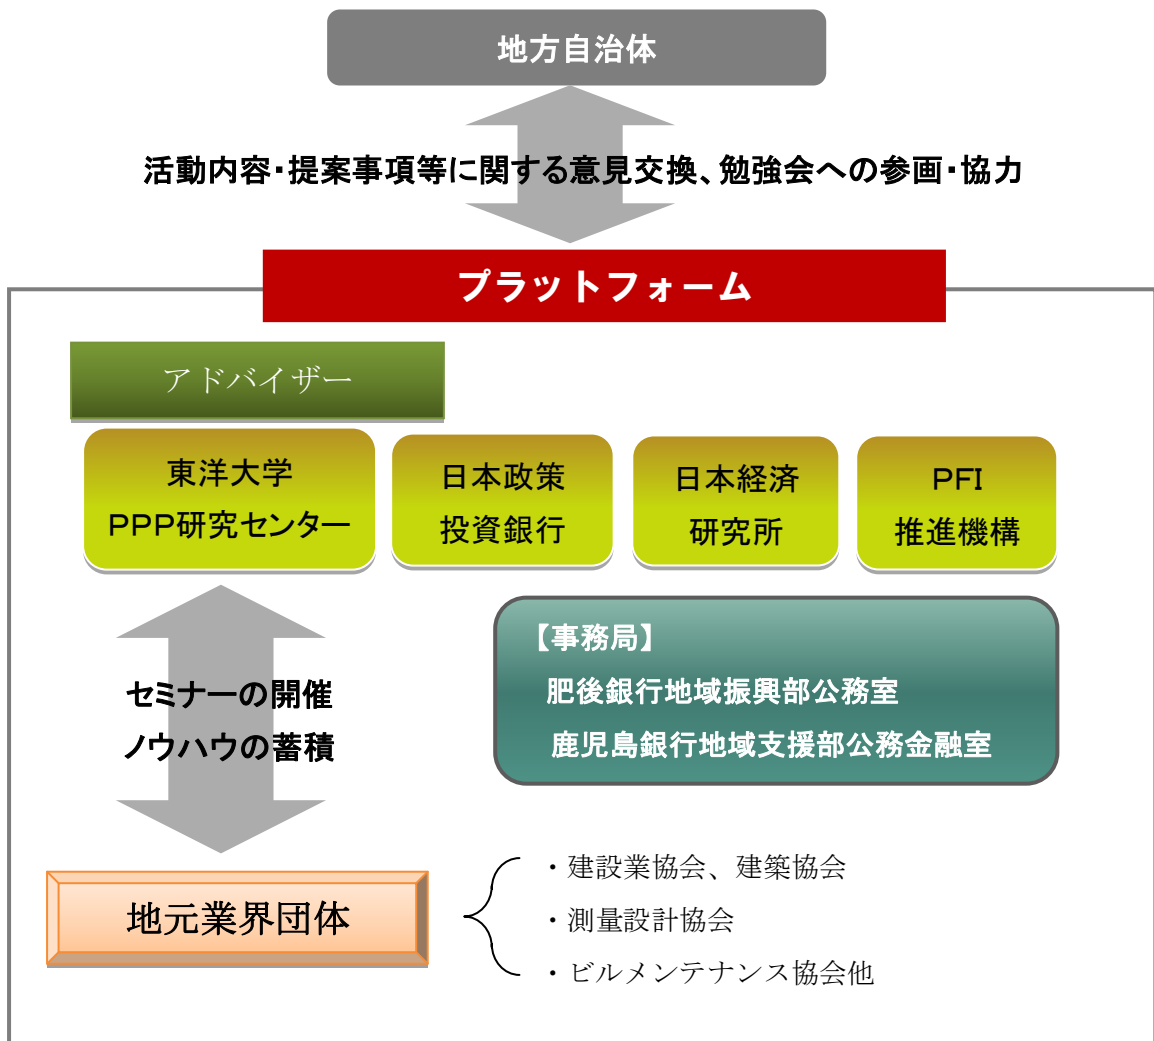 地方自治体
活動内容・提案事項等に関する意見交換、勉強会への参画・協力
プラットフォーム
アドバイザー
東洋大学
PPP研究センター
日本政策
投資銀行
日本経済
研究所
PFI
推進機構
【事務局】
肥後銀行地域振興部公務室
鹿児島銀行地域支援部公務金融室
セミナーの開催
ノウハウの蓄積
地元業界団体
・建設業協会、建築協会
・測量設計協会
・ビルメンテナンス協会他